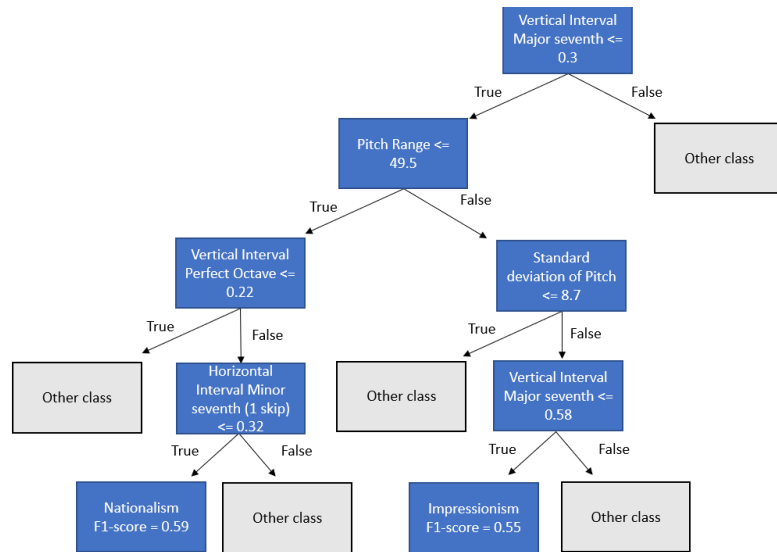 Vertical Interval
Major seventh <=
0.3
True
False
Pitch Range <=
49.5
Other class
True
False
Vertical Interval
Perfect Octave <=
0.22
Standard
deviation of Pitch
<= 8.7
True
False
True
False
Other class
Horizontal
Interval Minor
seventh (1 skip)
<= 0.32
Other class
Vertical Interval
Major seventh <=
0.58
True
False
True
False
Nationalism
F1-score = 0.59
Other class
Impressionism
F1-score = 0.55
Other class